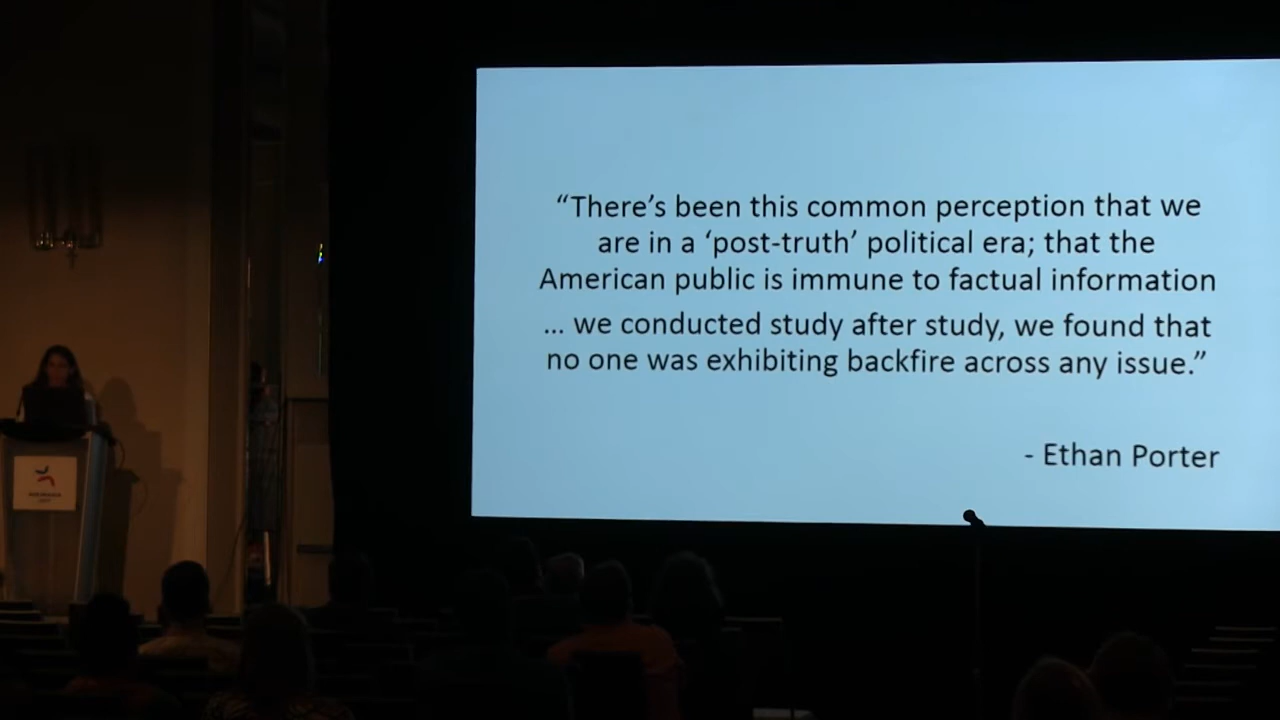 “There’s been this common perception that we
are in a ‘post-truth’ political era; that the
American public is immune to factual information
... we conducted study after study, we found that
no one was exhibiting backfire across any issue.”
- Ethan Porter